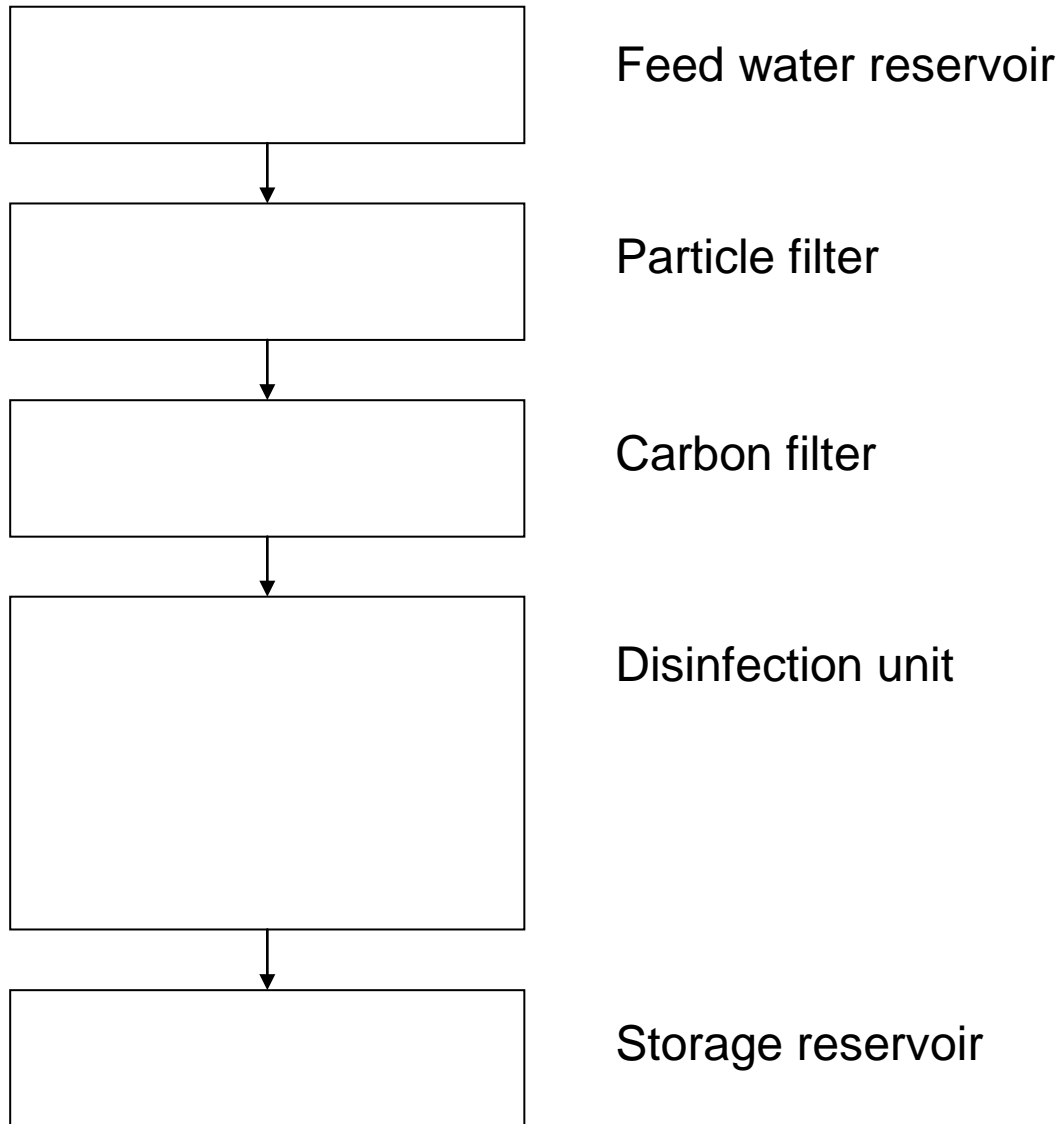 Feed water reservoir
Particle filter
Carbon filter
Disinfection unit
Storage reservoir